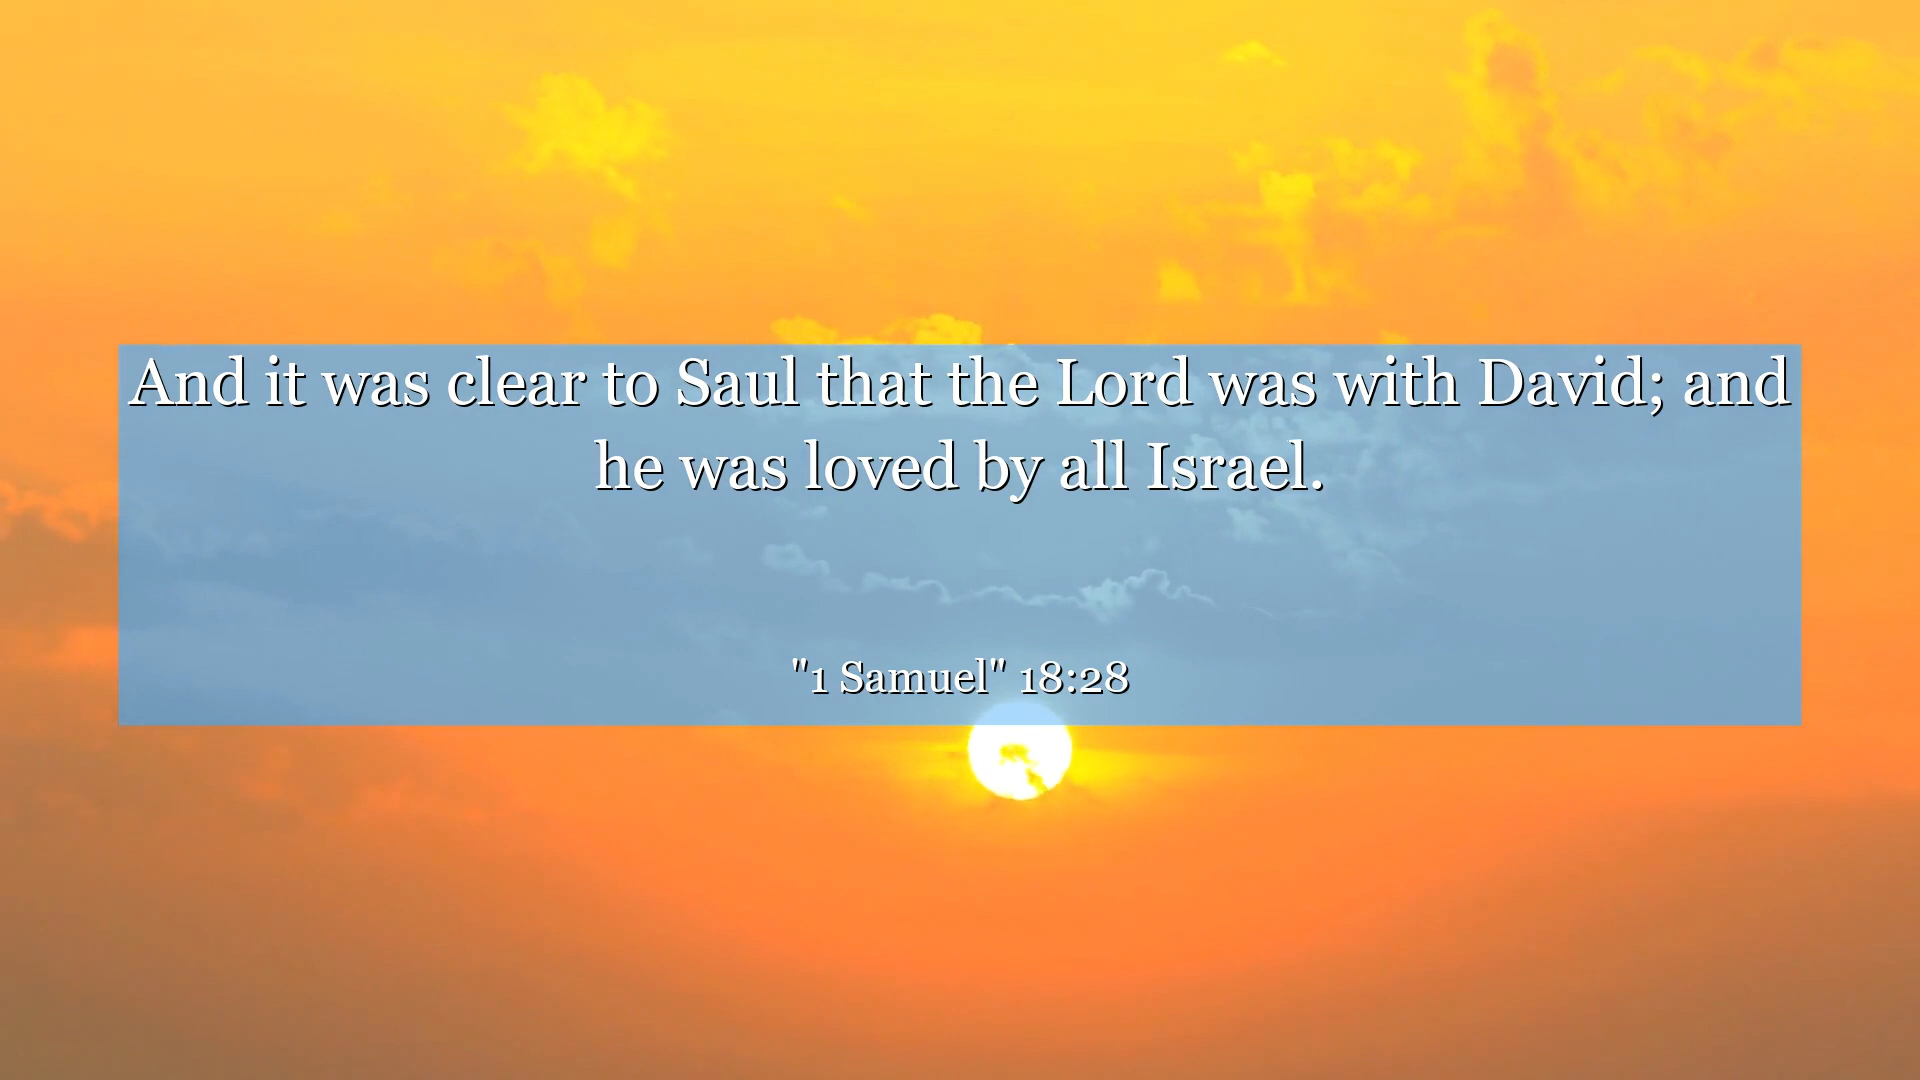 And it was clear to Saul that the Lord was with David; and
he was loved by all Israel.
"1 Samuel" 18:28